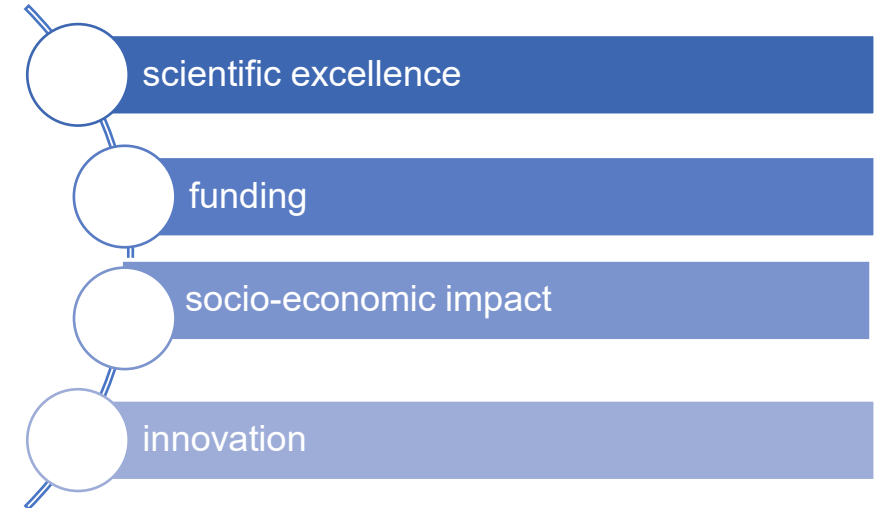 scientific excellence
funding
socio-economic impact
innovation